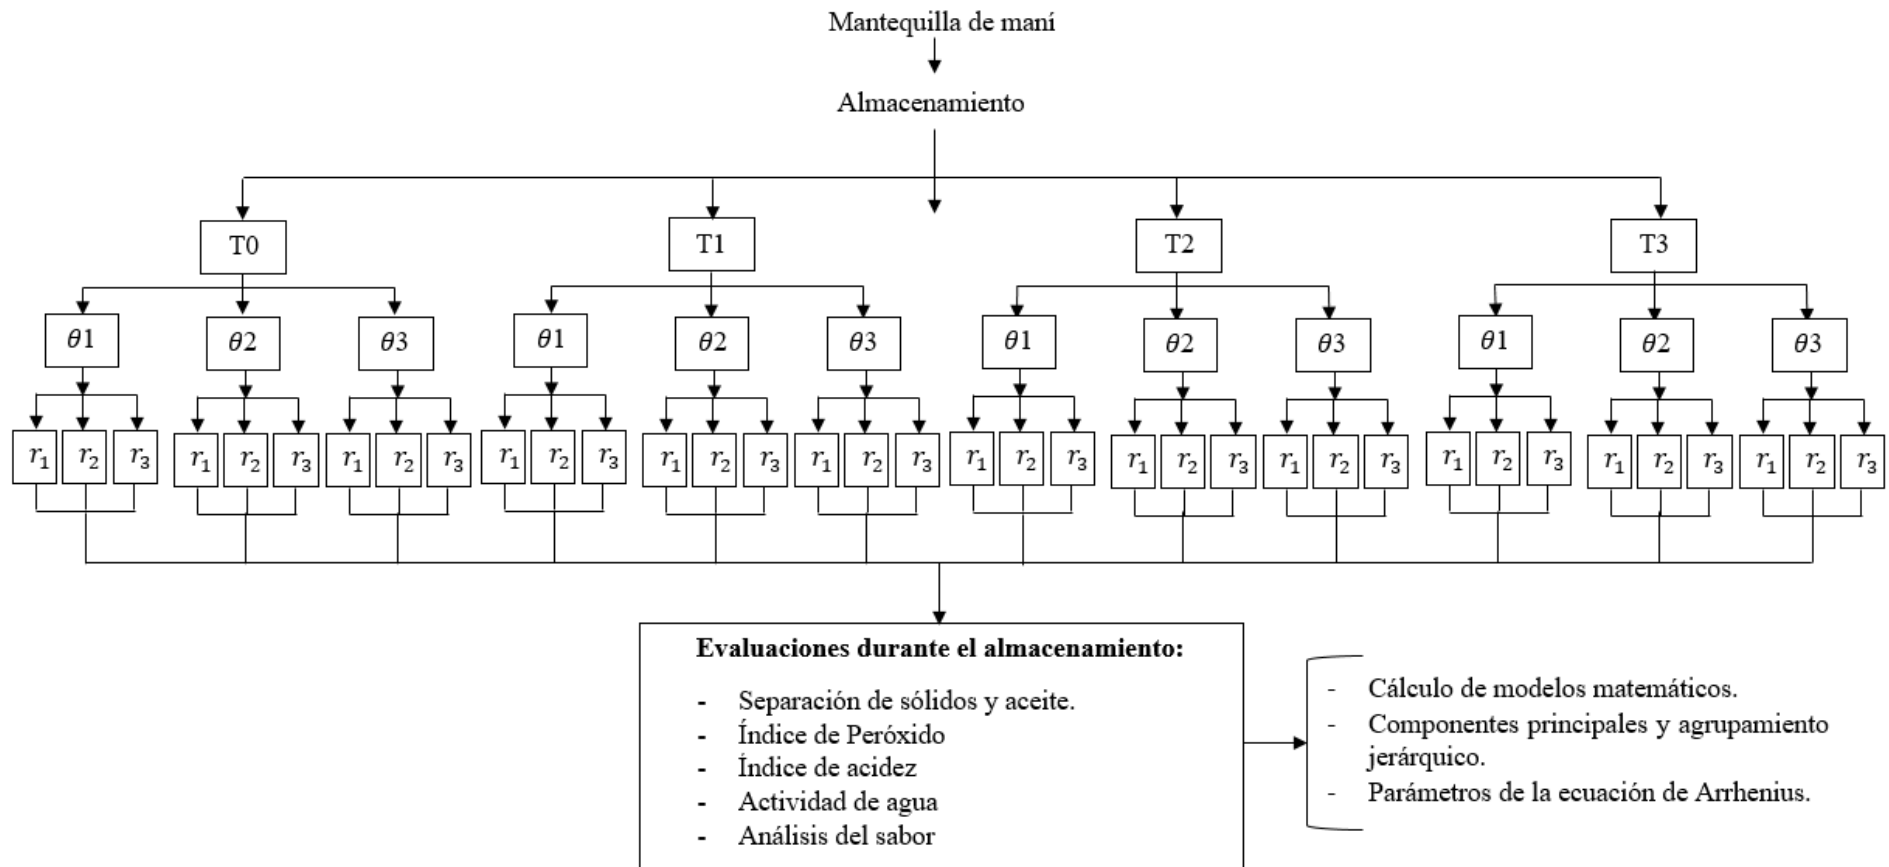 Mantequilla de maní
Almacenamiento
T0 T1 T2 T3
θ1 θ2 θ3 θ1 θ2 θ3 θ1 θ2 θ3 θ1 θ2 θ3
r₁ r₂ r₃ r₁ r₂ r₃ r₁ r₂ r₃ r₁ r₂ r₃ r₁ r₂ r₃ r₁ r₂ r₃ r₁ r₂ r₃ r₁ r₂ r₃ r₁ r₂ r₃ r₁ r₂ r₃ r₁ r₂ r₃ r₁ r₂ r₃
Evaluaciones durante el almacenamiento:
- Separación de sólidos y aceite.
- Índice de Peróxido
- Índice de acidez
- Actividad de agua
- Análisis del sabor
- Cálculo de modelos matemáticos.
- Componentes principales y agrupamiento
jerárquico.
- Parámetros de la ecuación de Arrhenius.